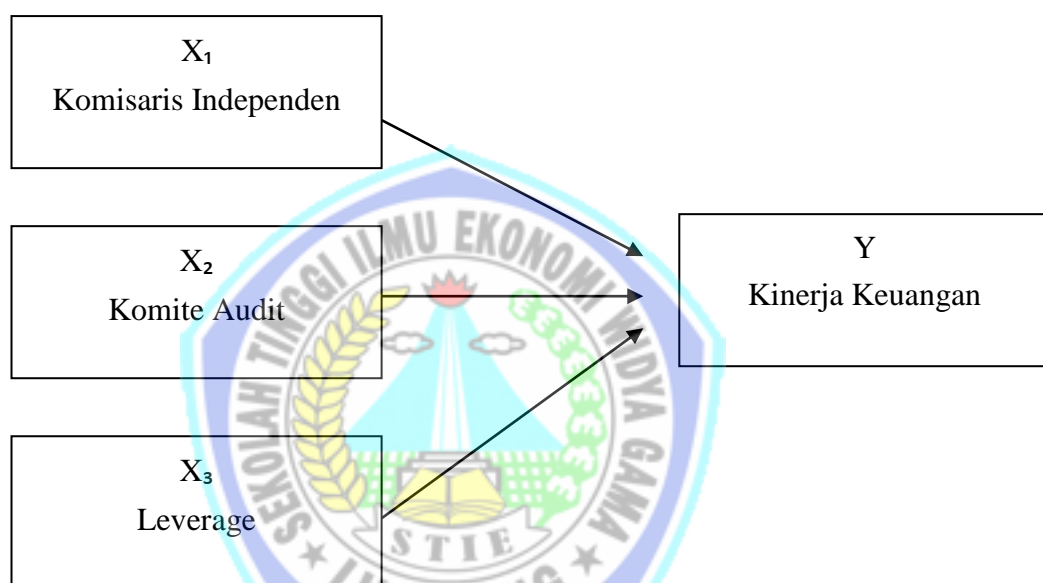 X₁
Komisaris Independen
X₂
Komite Audit
X₃
Leverage
Y
Kinerja Keuangan
SEKOLAH TINGGI ILMU EKONOMI WIDYA GAMA
STIE